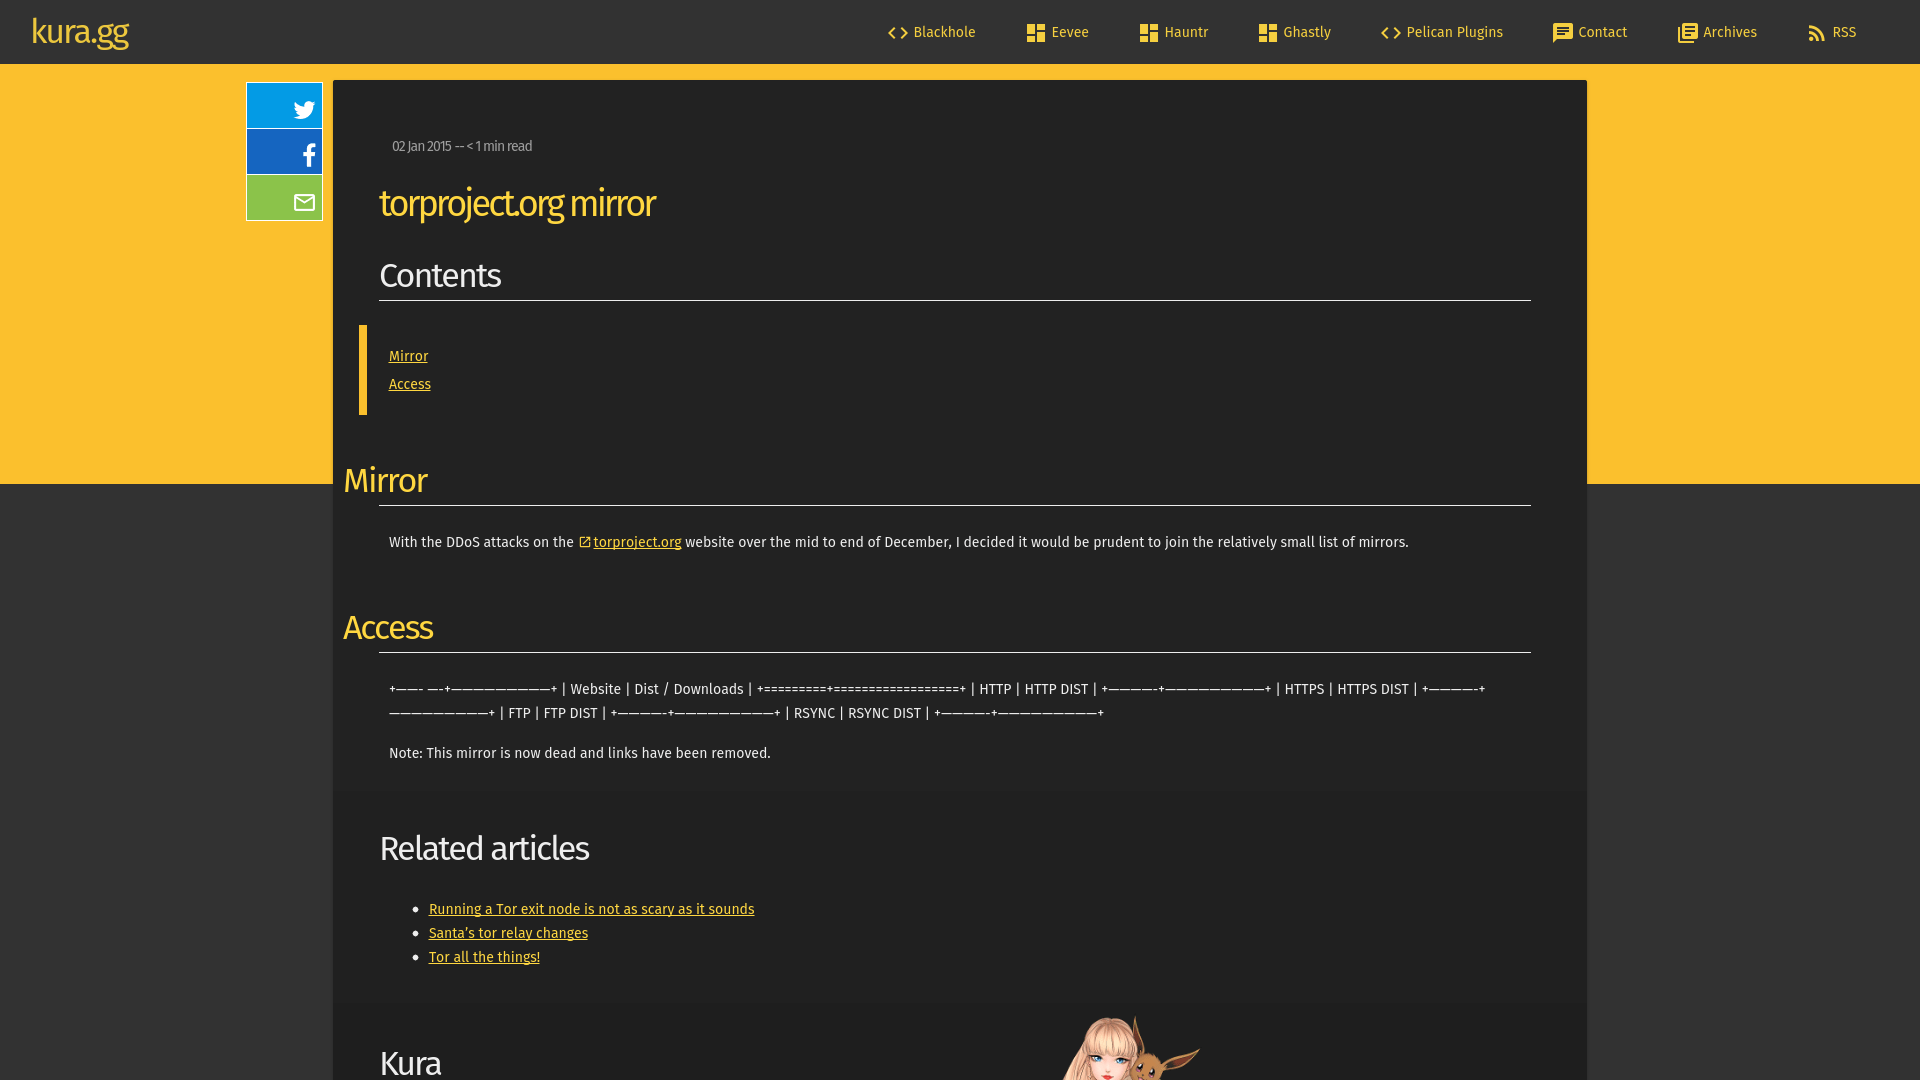 kura.gg
Blackhole
Eevee
Hauntr
Ghastly
Pelican Plugins
Contact
Archives
RSS
02 Jan 2015 -- < 1 min read
torproject.org mirror
Contents
Mirror
Access
Mirror
With the DDoS attacks on the torproject.org website over the mid to end of December, I decided it would be prudent to join the relatively small list of mirrors.
Access
+——- —-+—————————+ | Website | Dist / Downloads | +=========+==================+ | HTTP | HTTP DIST | +————-+—————————+ | HTTPS | HTTPS DIST | +————-+
—————————+ | FTP | FTP DIST | +————-+—————————+ | RSYNC | RSYNC DIST | +————-+—————————+
Note: This mirror is now dead and links have been removed.
Related articles
Running a Tor exit node is not as scary as it sounds
Santa’s tor relay changes
Tor all the things!
Kura